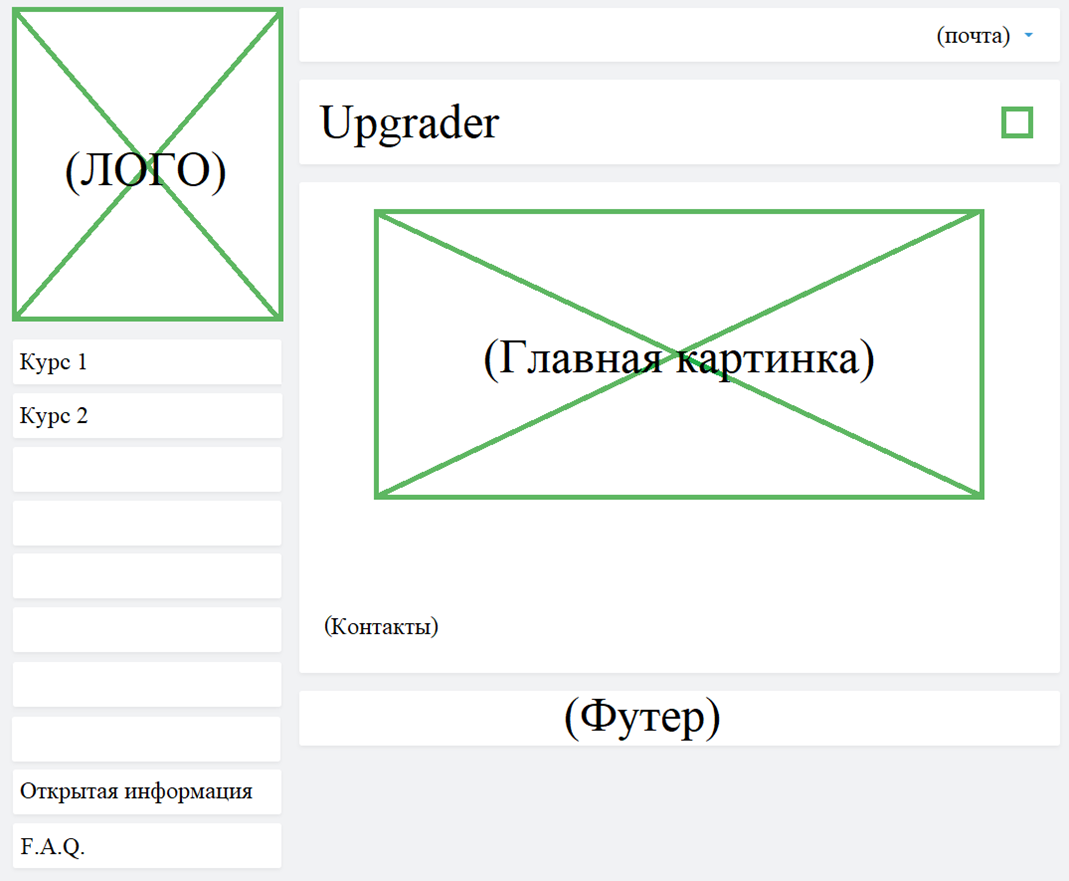 (ЛОГО)
Курс 1
Курс 2
Открытая информация
F.A.Q.
(почта)
Upgrader
(Главная картинка)
(Контакты)
(Футер)